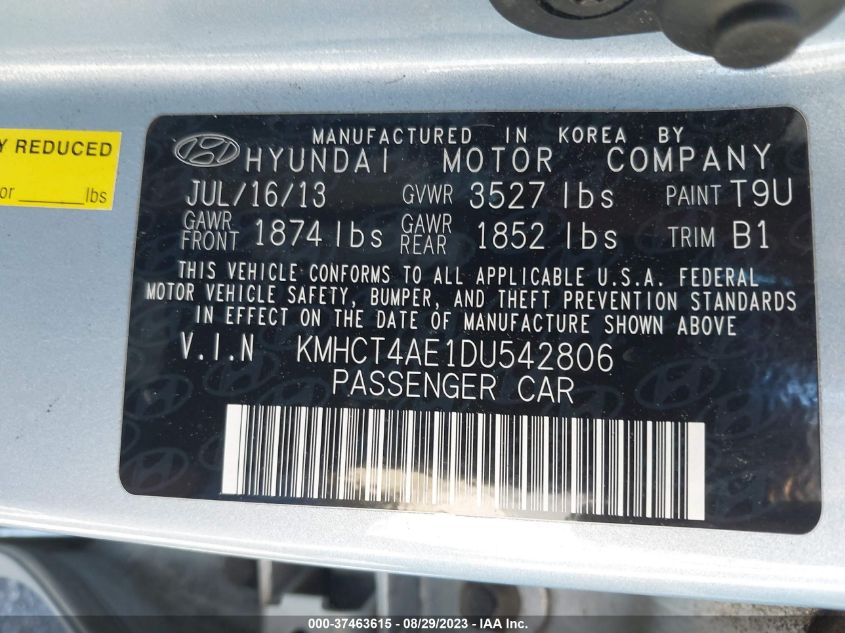 Y REDUCED
or ____ lbs
MANUFACTURED IN KOREA BY
HYUNDAI MOTOR COMPANY
JUL/16/13 GVWR 3527 lbs PAINT T9U
GAWR FRONT 1874 lbs GAWR REAR 1852 lbs TRIM B1
THIS VEHICLE CONFORMS TO ALL APPLICABLE U.S.A. FEDERAL
MOTOR VEHICLE SAFETY, BUMPER, AND THEFT PREVENTION STANDARDS
IN EFFECT ON THE DATE OF MANUFACTURE SHOWN ABOVE
V.I.N KMHCT4AE1DU542806
PASSENGER CAR
000-37463615 - 08/29/2023 - IAAI.COM